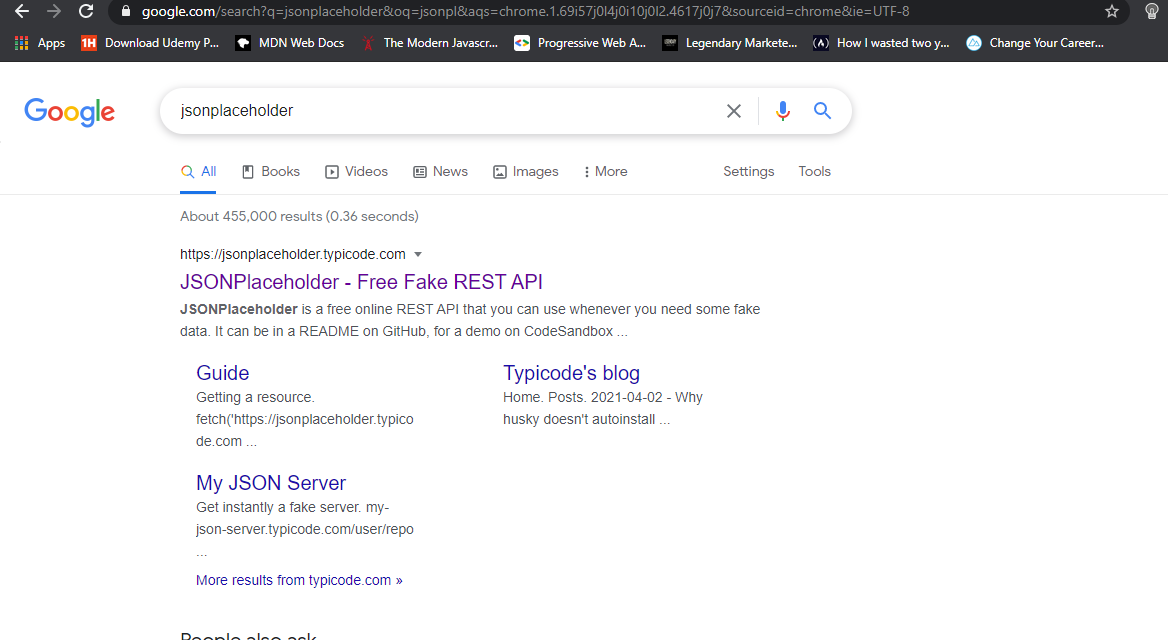 google.com/search?q=jsonplaceholder&oq=jsonpl&aqs=chrome.1.69i57j0l4j0i10j0l2.4617j0j7&sourceid=chrome&ie=UTF-8
Apps 1H Download Udemy P... MDN Web Docs The Modern Javascr... Progressive Web A... Legendary Markete... How I wasted two y... Change Your Career...
Google jsonplaceholder
All Books Videos News Images More Settings Tools
About 455,000 results (0.36 seconds)
https://jsonplaceholder.typicode.com
JSONPlaceholder - Free Fake REST API
JSONPlaceholder is a free online REST API that you can use whenever you need some fake
data. It can be in a README on GitHub, for a demo on CodeSandbox ...
Guide
Getting a resource.
fetch('https://jsonplaceholder.typico
de.com ...
Typicode's blog
Home. Posts. 2021-04-02 - Why
husky doesn't autoinstall ...
My JSON Server
Get instantly a fake server. my-
json-server.typicode.com/user/repo
...
More results from typicode.com »
People also ask